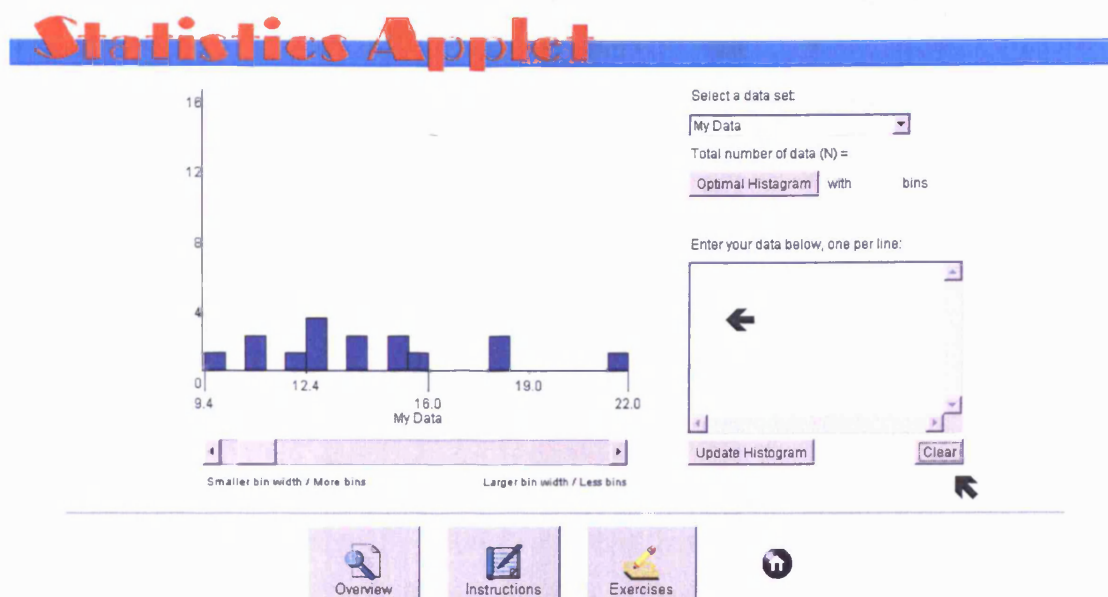 Statistics Applet
Select a data set:
My Data
Total number of data (N) =
Optimal Histagram with bins
Enter your data below, one per line:
16
12
8
4
0
9.4 12.4 16.0 19.0 22.0
My Data
Smaller bin width / More bins Larger bin width / Less bins
Update Histogram Clear
Overview Instructions Exercises